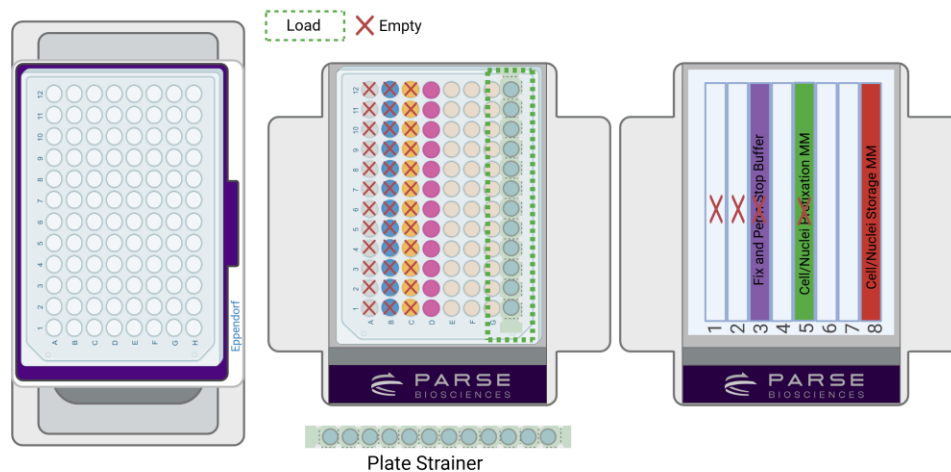 Load Empty
12
11
10
9
8
7
6
5
4
3
2
1
A B C D E F G H
Eppendorf
12
11
10
9
8
7
6
5
4
3
2
1
A B C D E F G
PARSE
BIOSCIENCES
Plate Strainer
Fix and Perm Stop Buffer
Cell/Nuclei Prefixation MM
Cell/Nuclei Storage MM
1 2 3 4 5 6 7 8
PARSE
BIOSCIENCES